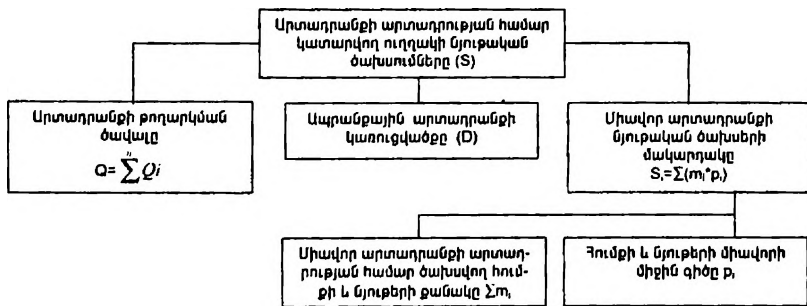 Արտադրանքի արտադրության համար
կատարվող ուղղակի նյութական
ծախսումները (S)
Արտադրանքի թողարկման
ծավալը
Q= ∑ⁿ Qi
Ապրանքային արտադրանքի
կառուցվածքը (D)
Միավոր արտադրանքի
նյութական ծախսերի
մակարդակը
Sᵢ=Σ(mᵢ*pᵢ)
Միավոր արտադրանքի արտադ-
րության համար ծախսվող հում-
քի և նյութերի քանակը Σmᵢ
Հումքի և նյութերի միավորի
միջին գիծը pᵢ